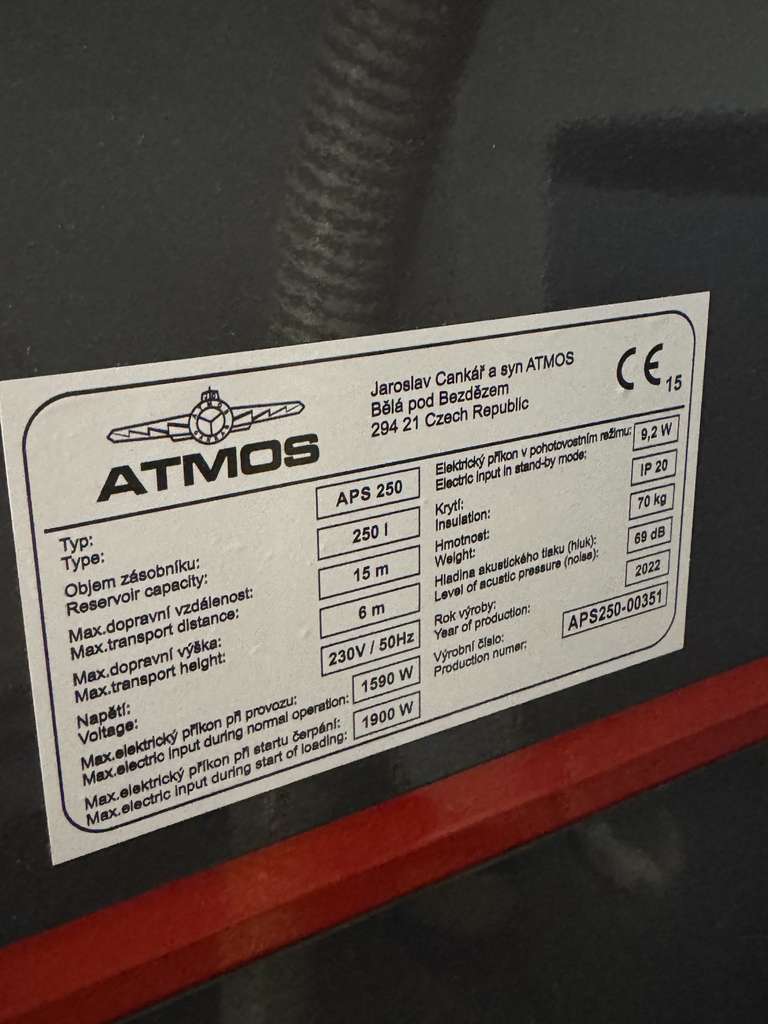 ATMOS
Jaroslav Cankář a syn ATMOS
Bělá pod Bezdězem
294 21 Czech Republic
CE 15
Typ:
Type: APS 250
Objem zásobníku:
Reservoir capacity: 250 l
Max.dopravní vzdálenost:
Max.transport distance: 15 m
Max.dopravní výška:
Max.transport height: 6 m
Napětí:
Voltage: 230V / 50Hz
Max.elektrický příkon při provozu:
Max.electric input during normal operation: 1590 W
Max.elektrický příkon při startu čerpání:
Max.electric input during start of loading: 1900 W
Elektrický příkon v pohotovostním režimu:
Electric input in stand-by mode: 9,2 W
Krytí:
Insulation: IP 20
Hmotnost:
Weight: 70 kg
Hladina akustického tlaku (hluk):
Level of acustic pressure (noise): 69 dB
Rok výroby:
Year of production: 2022
Výrobní číslo:
Production numer: APS250-00351